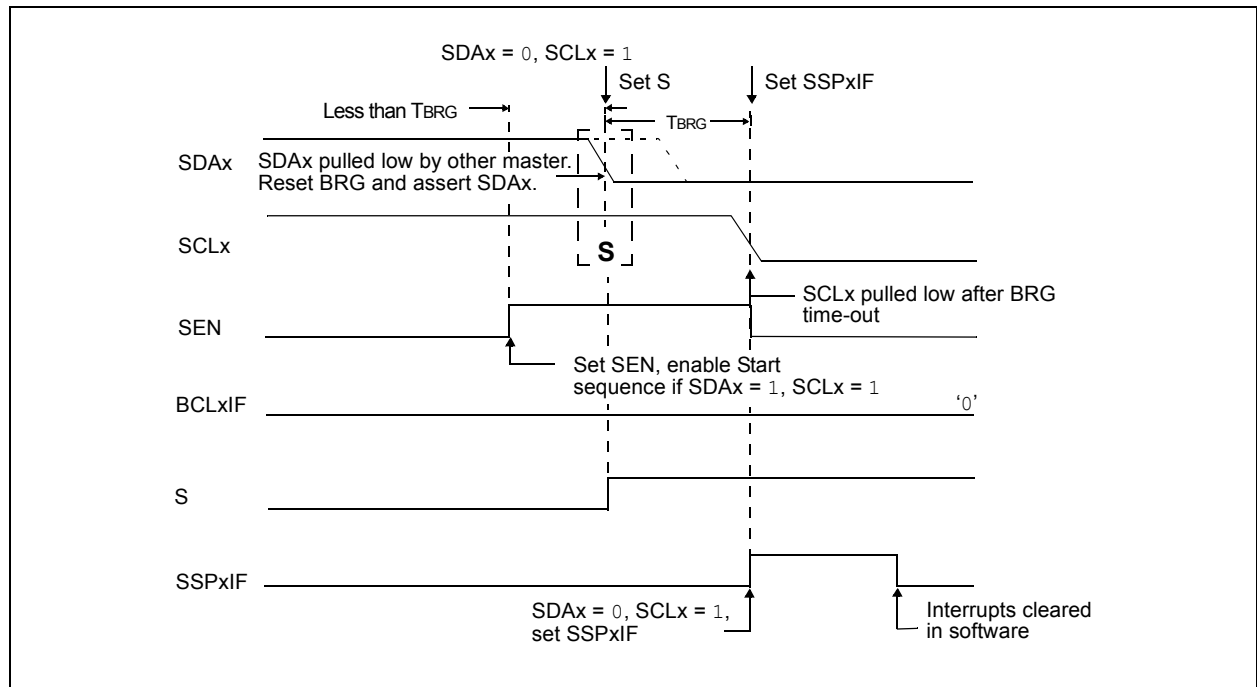 SDAx = 0, SCLx = 1
Set S
Set SSPxIF
Less than TBRG
TBRG
SDAx
SDAx pulled low by other master.
Reset BRG and assert SDAx.
SCLx
S
SCLx pulled low after BRG
time-out
SEN
Set SEN, enable Start
sequence if SDAx = 1, SCLx = 1
BCLxIF
‘0’
S
SSPxIF
SDAx = 0, SCLx = 1,
set SSPxIF
Interrupts cleared
in software